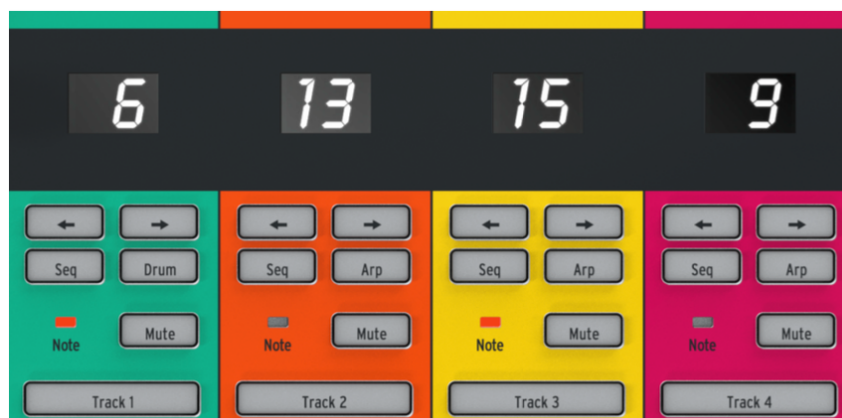 6 13 15 9
← → ← → ← → ← →
Seq Drum Seq Arp Seq Arp Seq Arp
Note Mute Note Mute Note Mute Note Mute
Track 1 Track 2 Track 3 Track 4